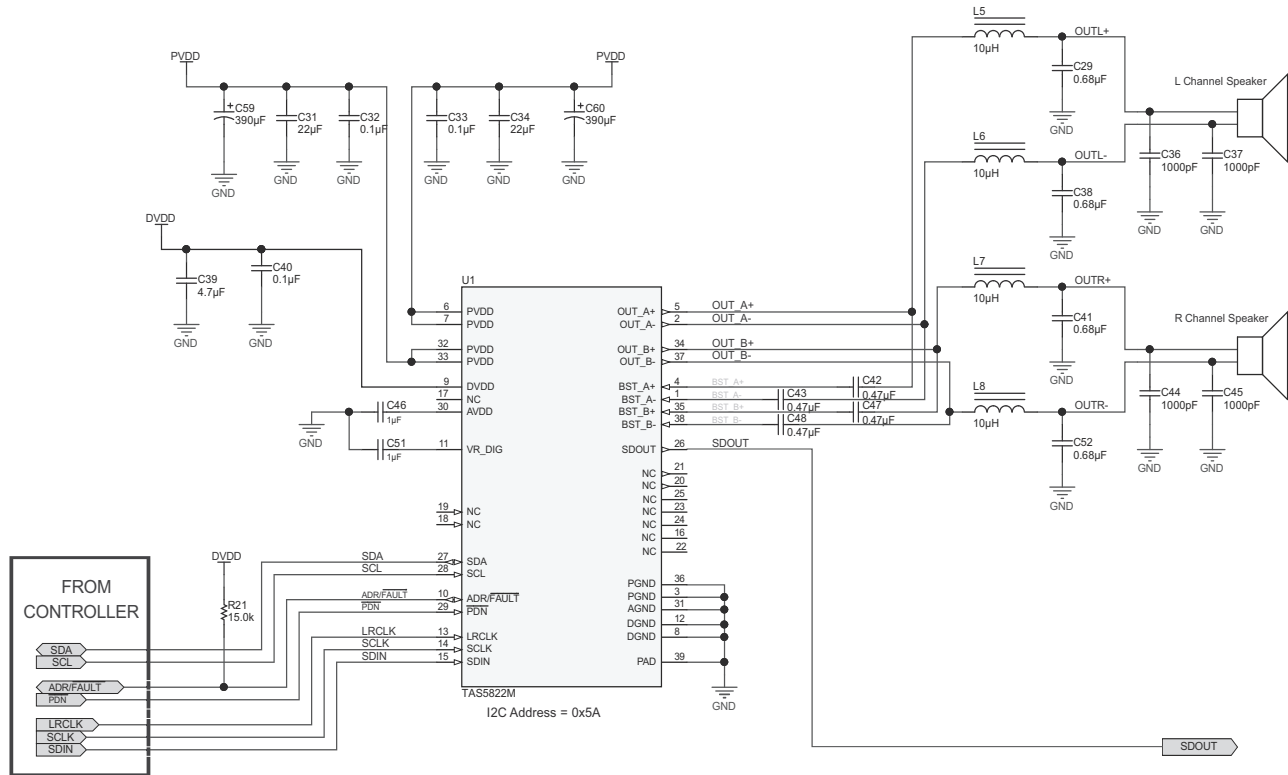 L5
10µH
OUTL+
C29
0.68µF
GND
L Channel Speaker
L6
10µH
OUTL-
C36
1000pF
C37
1000pF
C38
0.68µF
GND
GND
GND
PVDD
C59
390µF
C31
22µF
C32
0.1µF
GND
GND
GND
PVDD
C33
0.1µF
C34
22µF
C60
390µF
GND
GND
GND
DVDD
C39
4.7µF
C40
0.1µF
GND
GND
L7
10µH
OUTR+
C41
0.68µF
GND
R Channel Speaker
L8
10µH
OUTR-
C44
1000pF
C45
1000pF
C52
0.68µF
GND
GND
GND
U1
6 PVDD
7 PVDD
32 PVDD
33 PVDD
9 DVDD
17 NC
30 AVDD
11 VR_DIG
19 NC
18 NC
SDA 27 SDA
SCL 28 SCL
ADR/FAULT 10 ADR/FAULT
PDN 29 PDN
LRCLK 13 LRCLK
SCLK 14 SCLK
SDIN 15 SDIN
C46
1µF
GND
C51
1µF
OUT_A+ 5 OUT_A+
OUT_A- 2 OUT_A-
OUT_B+ 34 OUT_B+
OUT_B- 37 OUT_B-
BST_A+ 4 BST_A+
BST_A- 1 BST_A-
BST_B+ 35 BST_B+
BST_B- 38 BST_B-
SDOUT 26 SDOUT
C42
0.47µF
C43
0.47µF
C47
0.47µF
C48
0.47µF
NC 21
NC 20
NC 25
NC 23
NC 24
NC 16
NC 22
PGND 36
PGND 3
AGND 31
DGND 12
DGND 8
PAD 39
GND
TAS5822M
I2C Address = 0x5A
DVDD
R21
15.0k
FROM
CONTROLLER
SDA
SCL
ADR/FAULT
PDN
LRCLK
SCLK
SDIN
SDOUT